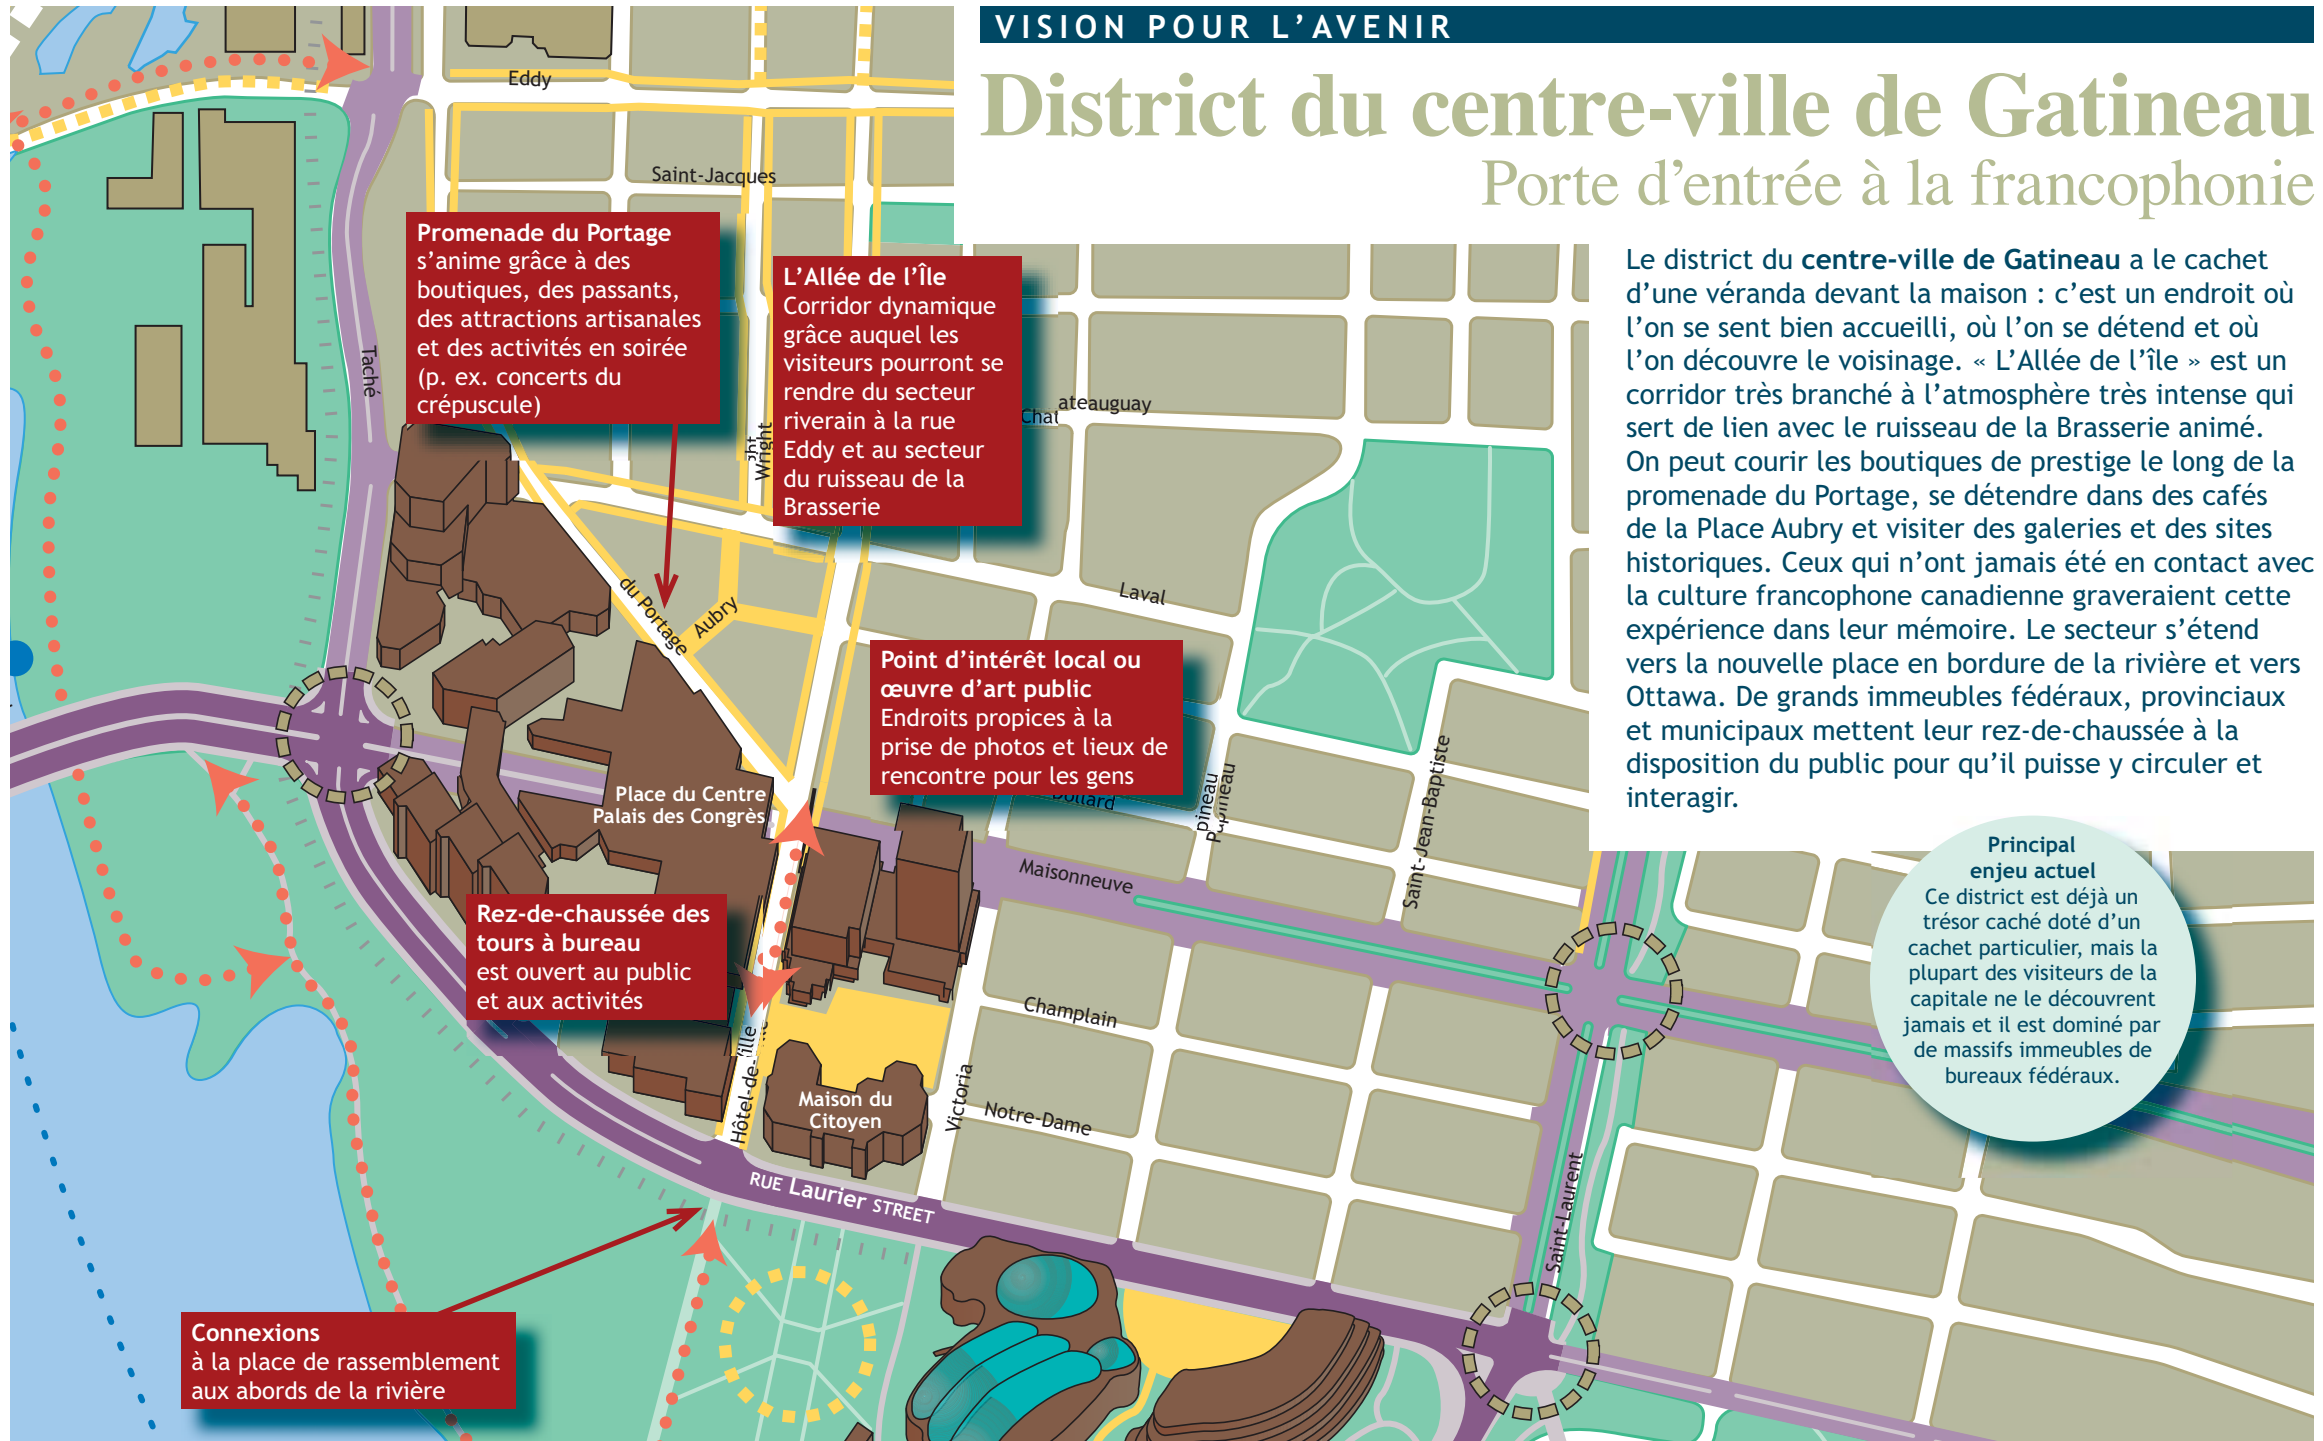 VISION POUR L'AVENIR
District du centre-ville de Gatineau
Porte d'entrée à la francophonie
Le district du centre-ville de Gatineau a le cachet
d'une véranda devant la maison : c'est un endroit où
l'on se sent bien accueilli, où l'on se détend et où
l'on découvre le voisinage. « L'Allée de l'île » est un
corridor très branché à l'atmosphère très intense qui
sert de lien avec le ruisseau de la Brasserie animé.
On peut courir les boutiques de prestige le long de la
promenade du Portage, se détendre dans des cafés
de la Place Aubry et visiter des galeries et des sites
historiques. Ceux qui n'ont jamais été en contact avec
la culture francophone canadienne graveraient cette
expérience dans leur mémoire. Le secteur s'étend
vers la nouvelle place en bordure de la rivière et vers
Ottawa. De grands immeubles fédéraux, provinciaux
et municipaux mettent leur rez-de-chaussée à la
disposition du public pour qu'il puisse y circuler et
interagir.
Principal
enjeu actuel
Ce district est déjà un
trésor caché doté d'un
cachet particulier, mais la
plupart des visiteurs de la
capitale ne le découvrent
jamais et il est dominé par
de massifs immeubles de
bureaux fédéraux.
Eddy
Saint-Jacques
Taché
Promenade du Portage
s'anime grâce à des
boutiques, des passants,
des attractions artisanales
et des activités en soirée
(p. ex. concerts du
crépuscule)
L'Allée de l'Île
Corridor dynamique
grâce auquel les
visiteurs pourront se
rendre du secteur
riverain à la rue
Eddy et au secteur
du ruisseau de la
Brasserie
Wright
Chateauguay
Laval
du Portage
Aubry
Point d'intérêt local ou
œuvre d'art public
Endroits propices à la
prise de photos et lieux de
rencontre pour les gens
Dollard
Papineau
Saint-Jean-Baptiste
Place du Centre
Palais des Congrès
Maisonneuve
Rez-de-chaussée des
tours à bureau
est ouvert au public
et aux activités
Champlain
Hôtel-de-Ville
Maison du
Citoyen
Victoria
Notre-Dame
RUE Laurier STREET
Saint-Laurent
Connexions
à la place de rassemblement
aux abords de la rivière